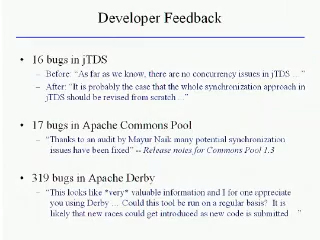 Developer Feedback
• 16 bugs in jTDS
– Before: “As far as we know, there are no concurrency issues in jTDS …”
– After: “It is probably the case that the whole synchronization approach in
jTDS should be revised from scratch …”
• 17 bugs in Apache Commons Pool
– “Thanks to an audit by Mayur Naik many potential synchronization
issues have been fixed” -- Release notes for Commons Pool 1.3
• 319 bugs in Apache Derby
– “This looks like *very* valuable information and I for one appreciate
you using Derby … Could this tool be run on a regular basis? It is
likely that new races could get introduced as new code is submitted …”